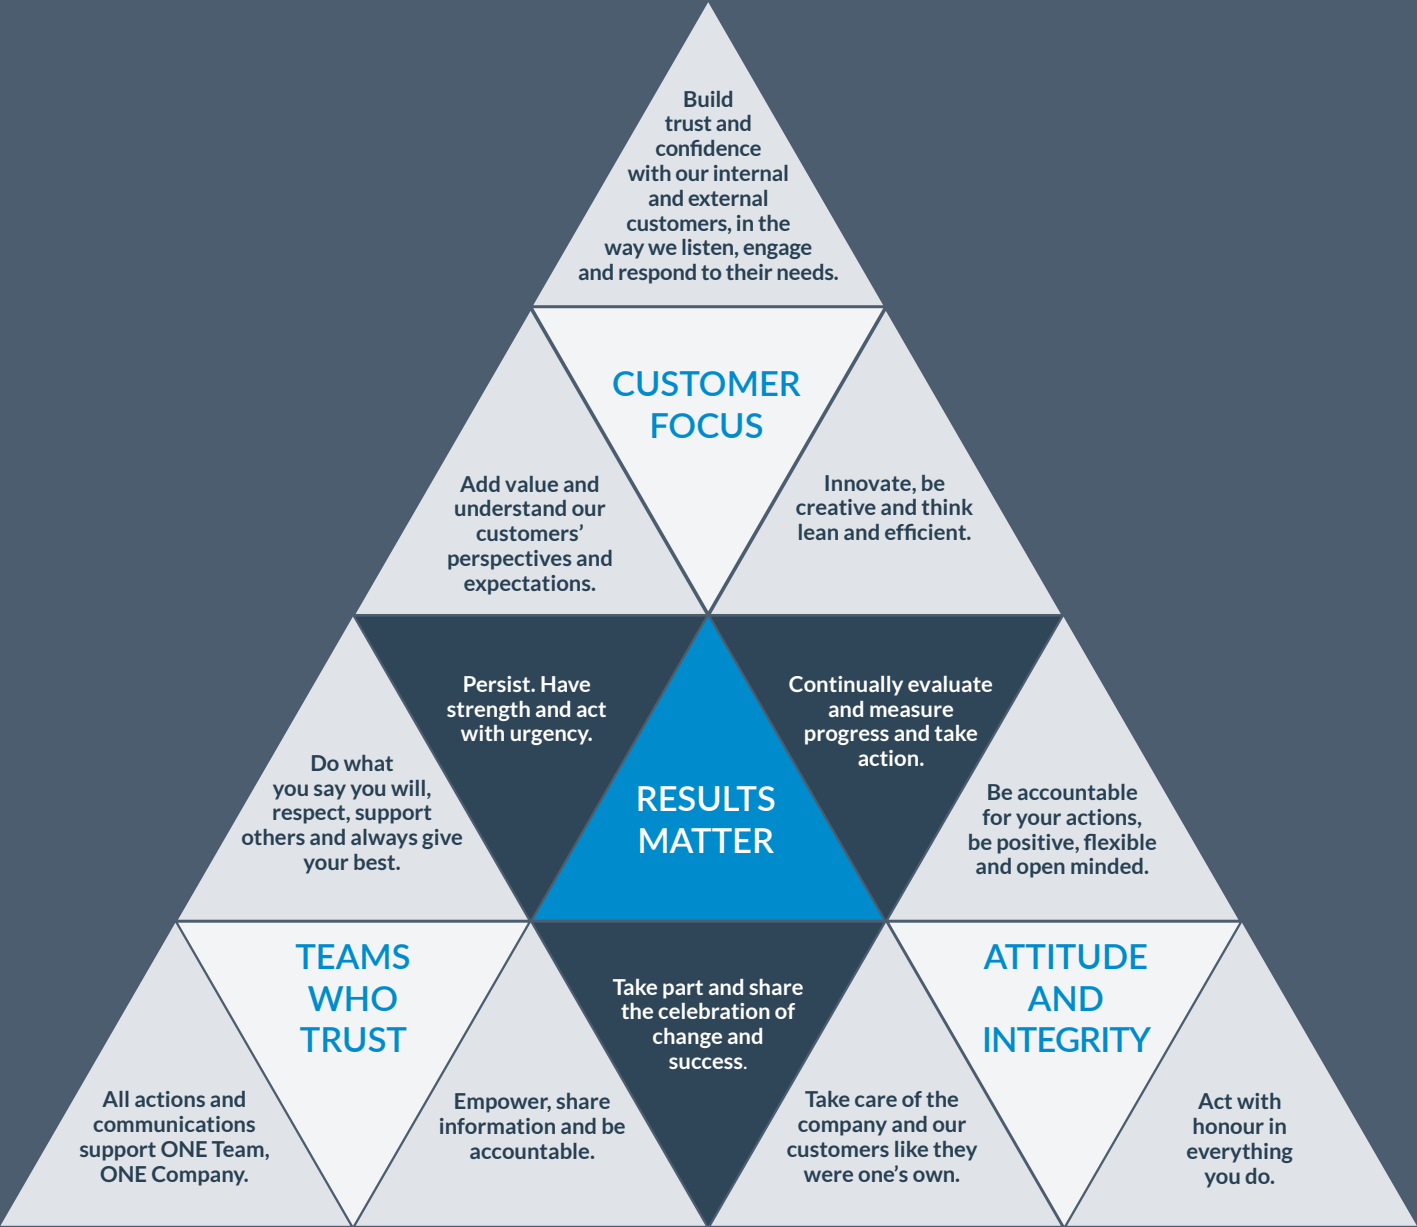 Build
trust and
confidence
with our internal
and external
customers, in the
way we listen, engage
and respond to their needs.
CUSTOMER
FOCUS
Add value and
understand our
customers’
perspectives and
expectations.
Innovate, be
creative and think
lean and efficient.
Persist. Have
strength and act
with urgency.
Continually evaluate
and measure
progress and take
action.
Do what
you say you will,
respect, support
others and always give
your best.
RESULTS
MATTER
Be accountable
for your actions,
be positive, flexible
and open minded.
TEAMS
WHO
TRUST
Take part and share
the celebration of
change and
success.
ATTITUDE
AND
INTEGRITY
All actions and
communications
support ONE Team,
ONE Company.
Empower, share
information and be
accountable.
Take care of the
company and our
customers like they
were one’s own.
Act with
honour in
everything
you do.